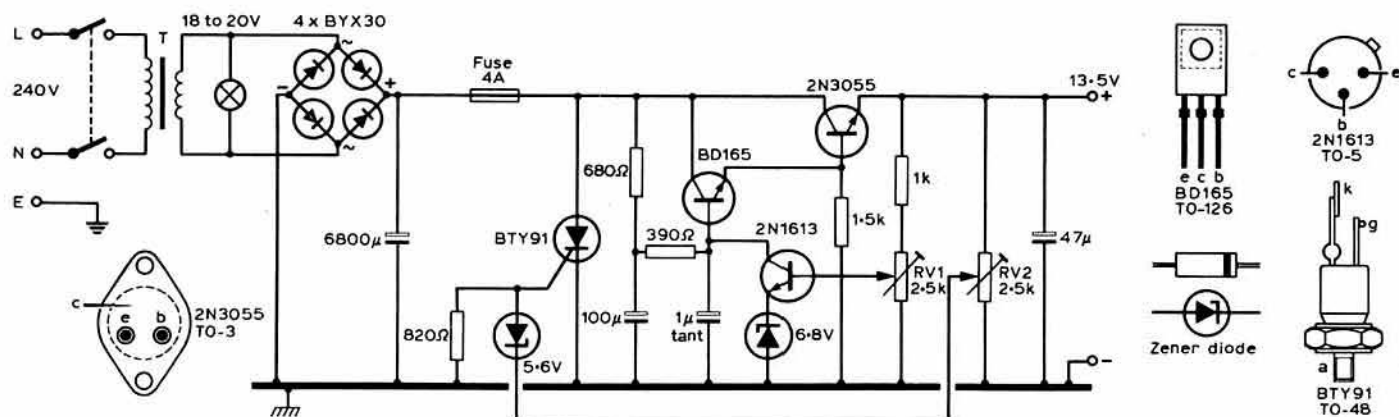 L
240V
N
E
T
18 to 20V
4 x BYX30
~
-
+
~
Fuse
4A
6800μ
c
e
b
2N3055
TO-3
BTY91
820Ω
5·6V
680Ω
390Ω
100μ
1μ
tant
BD165
2N3055
2N1613
6·8V
1·5k
1k
RV1
2·5k
RV2
2·5k
47μ
13·5V
+
-
e c b
BD165
TO-126
c
e
b
2N1613
TO-5
Zener diode
k
g
a
BTY91
TO-48